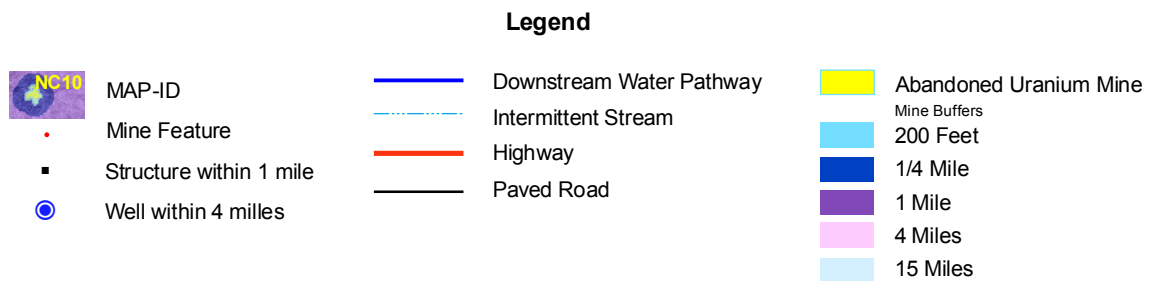 Legend
NC10
MAP-ID
Mine Feature
Structure within 1 mile
Well within 4 milles
Downstream Water Pathway
Intermittent Stream
Highway
Paved Road
Abandoned Uranium Mine
Mine Buffers
200 Feet
1/4 Mile
1 Mile
4 Miles
15 Miles